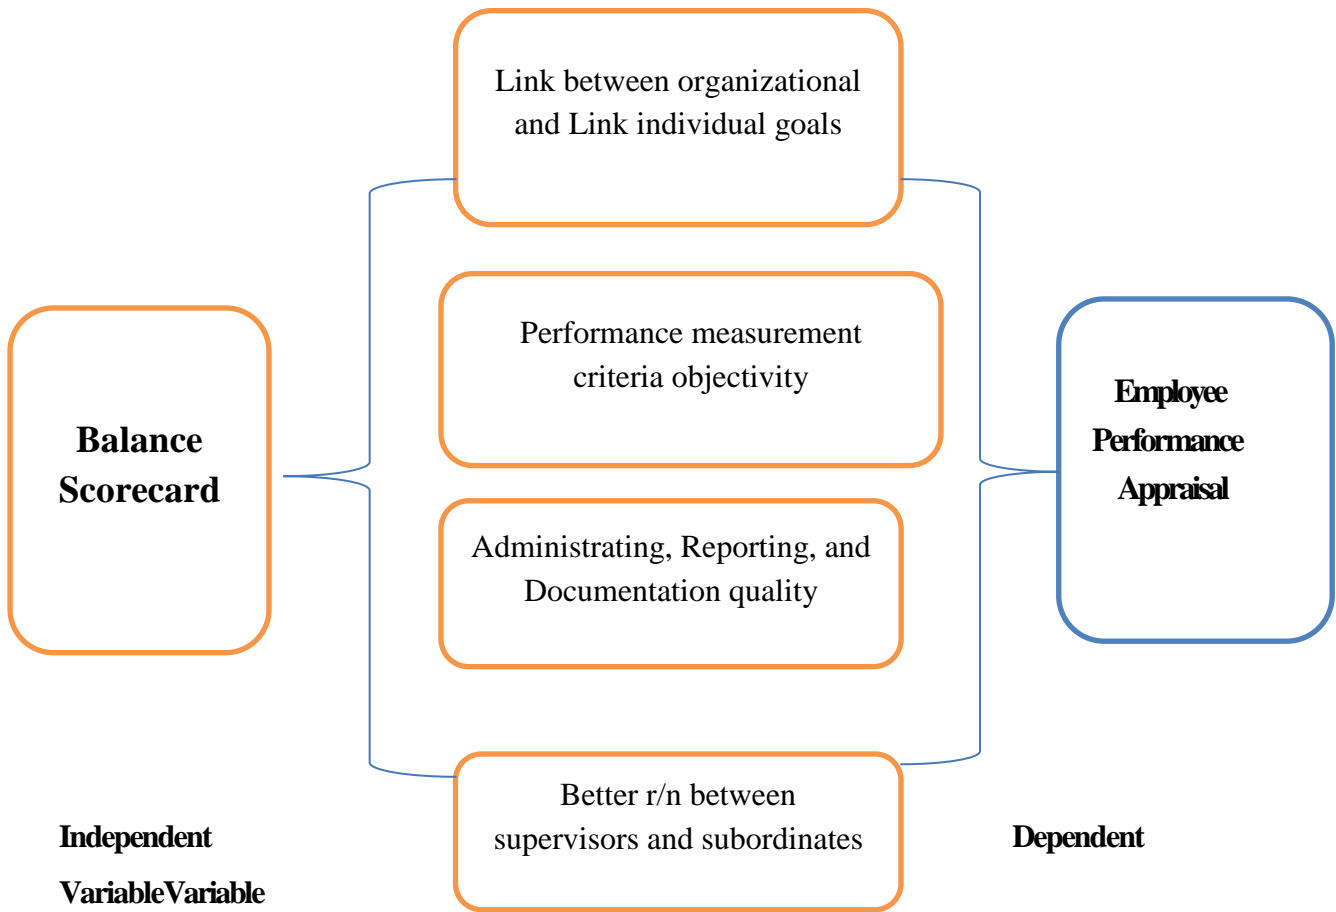 Link between organizational
and Link individual goals
Performance measurement
criteria objectivity
Balance
Scorecard
Employee
Performance
Appraisal
Administrating, Reporting, and
Documentation quality
Better r/n between
supervisors and subordinates
Independent
Dependent
VariableVariable